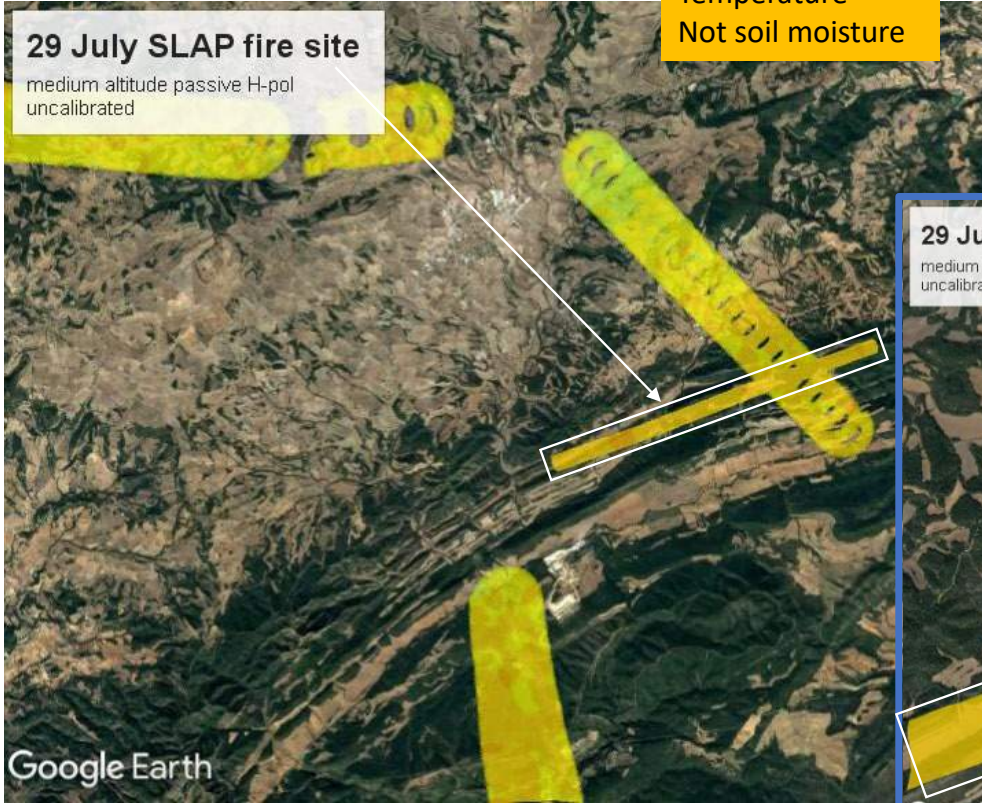 Temperature
Not soil moisture
29 July SLAP fire site
medium altitude passive H-pol
uncalibrated
29 Ju
medium
uncalibra
Google Earth